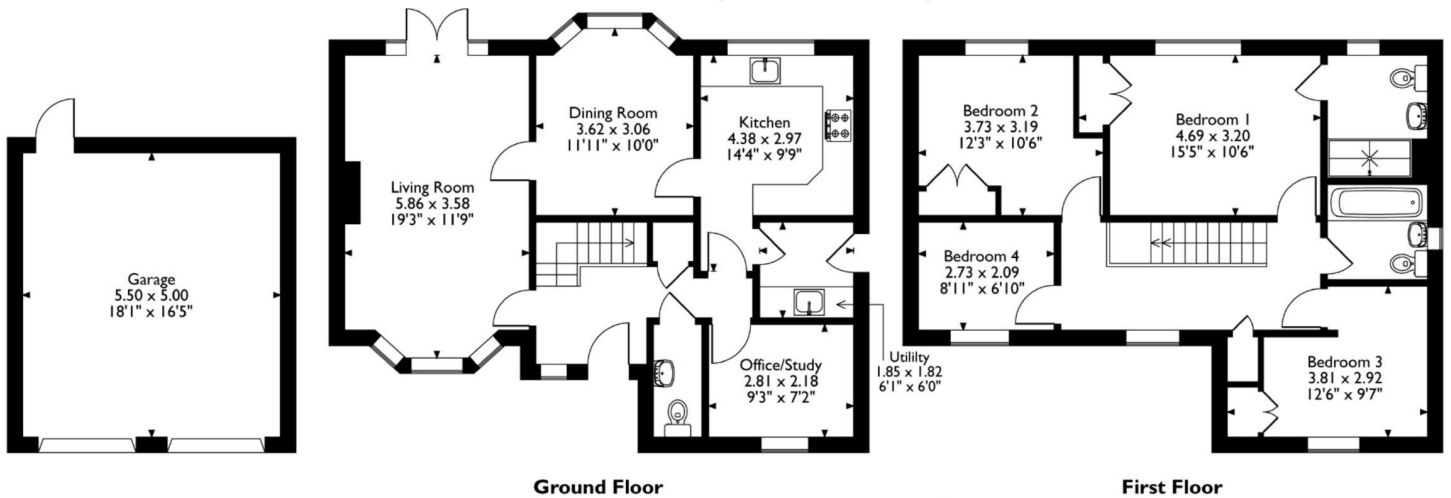 Garage
5.50 x 5.00
18'1" x 16'5"
Living Room
5.86 x 3.58
19'3" x 11'9"
Dining Room
3.62 x 3.06
11'11" x 10'0"
Kitchen
4.38 x 2.97
14'4" x 9'9"
Office/Study
2.81 x 2.18
9'3" x 7'2"
Utililty
1.85 x 1.82
6'1" x 6'0"
Ground Floor
Bedroom 2
3.73 x 3.19
12'3" x 10'6"
Bedroom 1
4.69 x 3.20
15'5" x 10'6"
Bedroom 4
2.73 x 2.09
8'11" x 6'10"
Bedroom 3
3.81 x 2.92
12'6" x 9'7"
First Floor